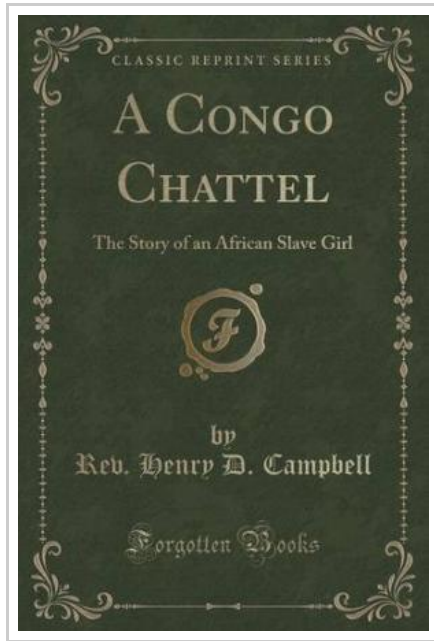 CLASSIC REPRINT SERIES
A CONGO
CHATTEL
The Story of an African Slave Girl
F
by
Rev. Henry D. Campbell
Forgotten Books